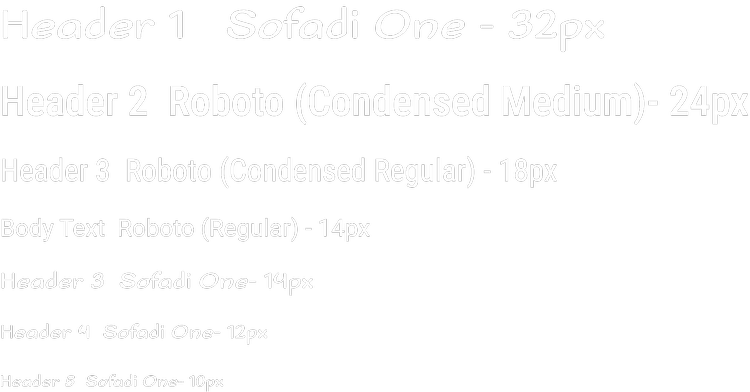 Header 1 Sofadi One - 32px
Header 2 Roboto (Condensed Medium)- 24px
Header 3 Roboto (Condensed Regular) - 18px
Body Text Roboto (Regular) - 14px
Header 3 Sofadi One- 14px
Header 4 Sofadi One- 12px
Header 5 Sofadi One- 10px